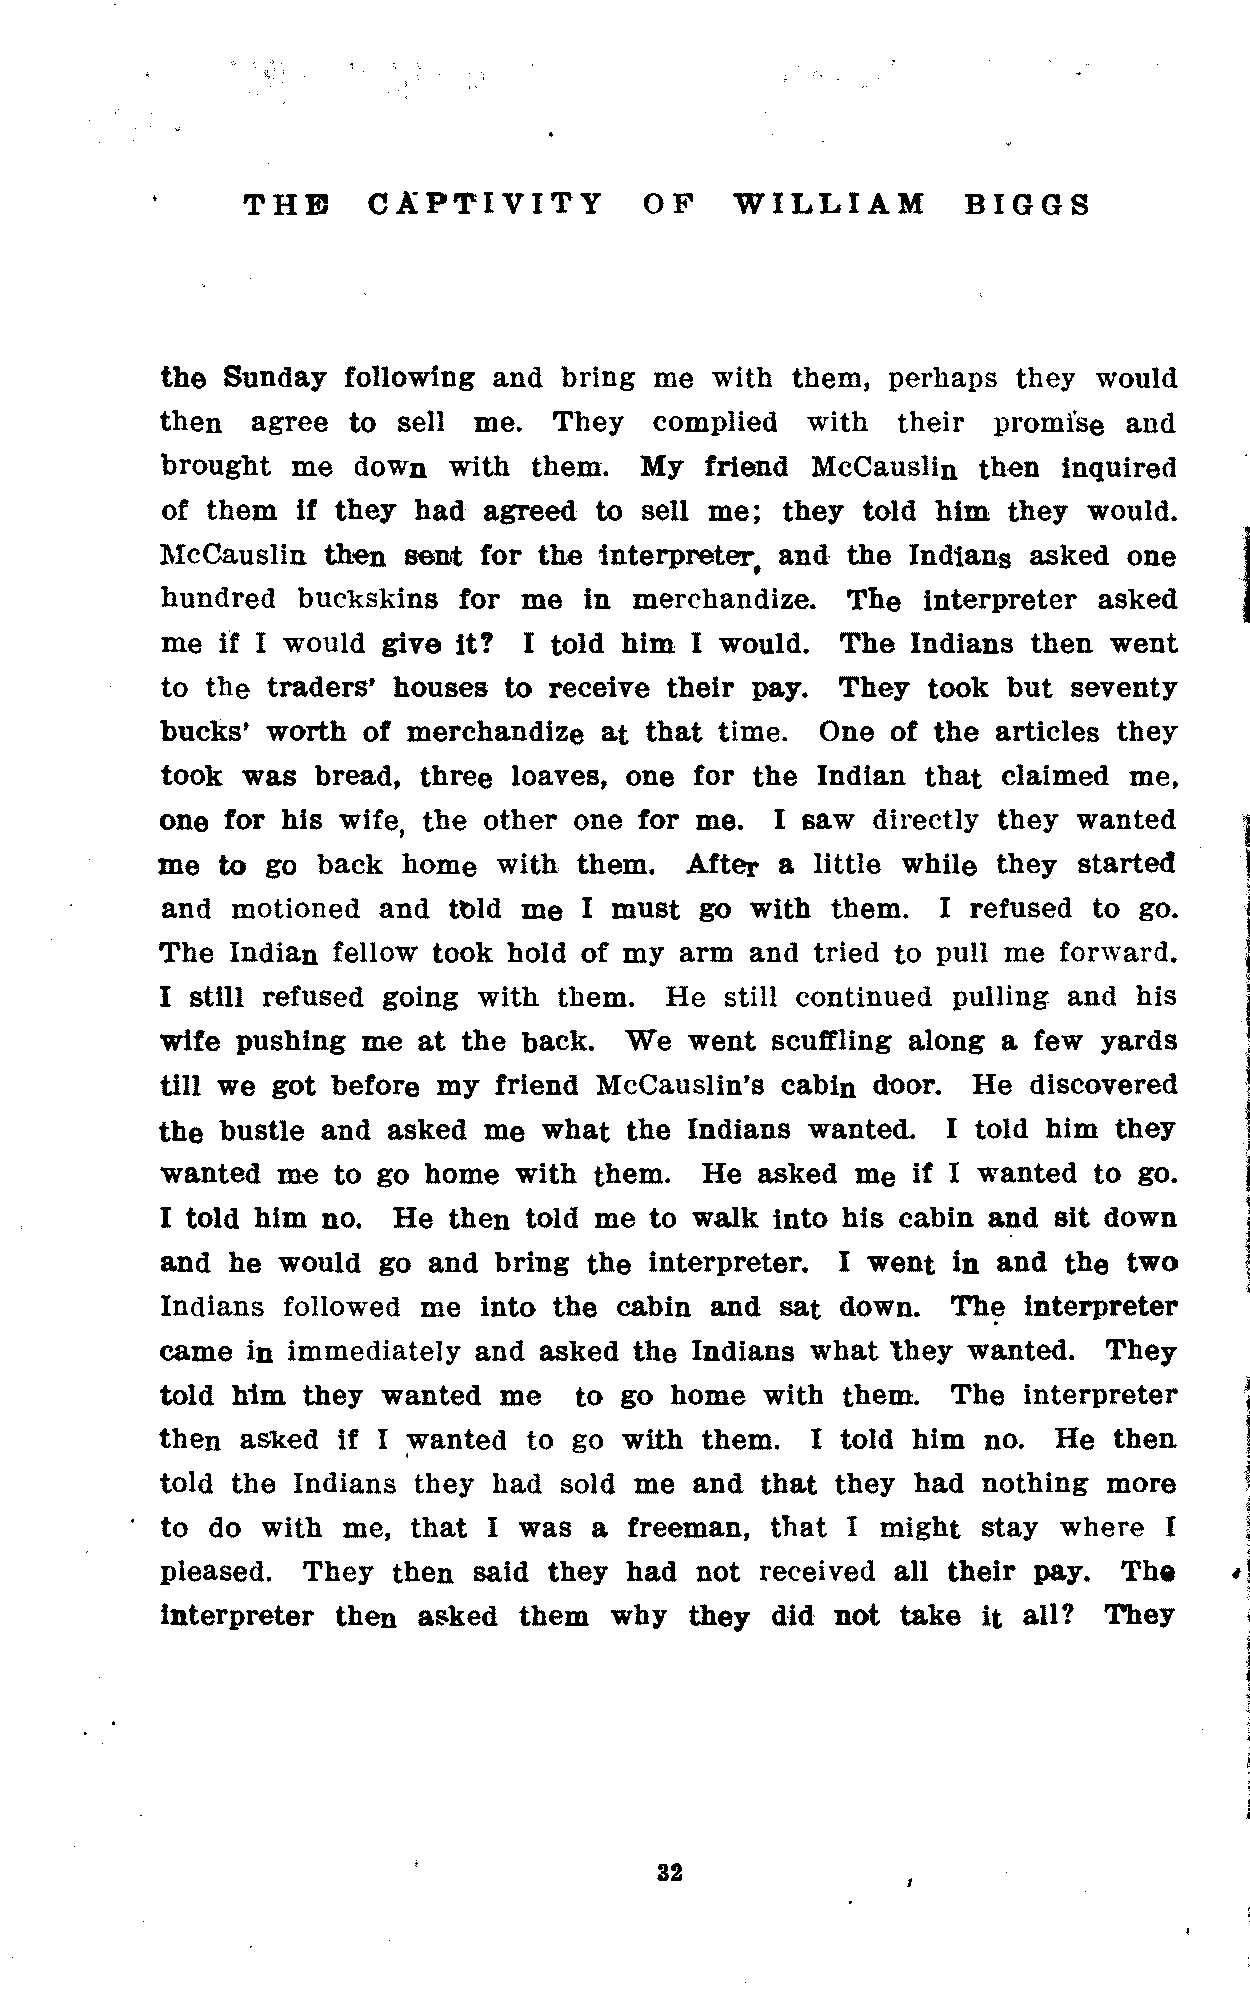 THE CAPTIVITY OF WILLIAM BIGGS
the Sunday following and bring me with them, perhaps they would
then agree to sell me. They complied with their promise and
brought me down with them. My friend McCauslin then inquired
of them if they had agreed to sell me; they told him they would.
McCauslin then sent for the interpreter, and the Indians asked one
hundred buckskins for me in merchandize. The interpreter asked
me if I would give it? I told him I would. The Indians then went
to the traders' houses to receive their pay. They took but seventy
bucks' worth of merchandize at that time. One of the articles they
took was bread, three loaves, one for the Indian that claimed me,
one for his wife, the other one for me. I saw directly they wanted
me to go back home with them. After a little while they started
and motioned and told me I must go with them. I refused to go.
The Indian fellow took hold of my arm and tried to pull me forward.
I still refused going with them. He still continued pulling and his
wife pushing me at the back. We went scuffling along a few yards
till we got before my friend McCauslin's cabin door. He discovered
the bustle and asked me what the Indians wanted. I told him they
wanted me to go home with them. He asked me if I wanted to go.
I told him no. He then told me to walk into his cabin and sit down
and he would go and bring the interpreter. I went in and the two
Indians followed me into the cabin and sat down. The interpreter
came in immediately and asked the Indians what they wanted. They
told him they wanted me to go home with them. The interpreter
then asked if I wanted to go with them. I told him no. He then
told the Indians they had sold me and that they had nothing more
to do with me, that I was a freeman, that I might stay where I
pleased. They then said they had not received all their pay. The
interpreter then asked them why they did not take it all? They
32